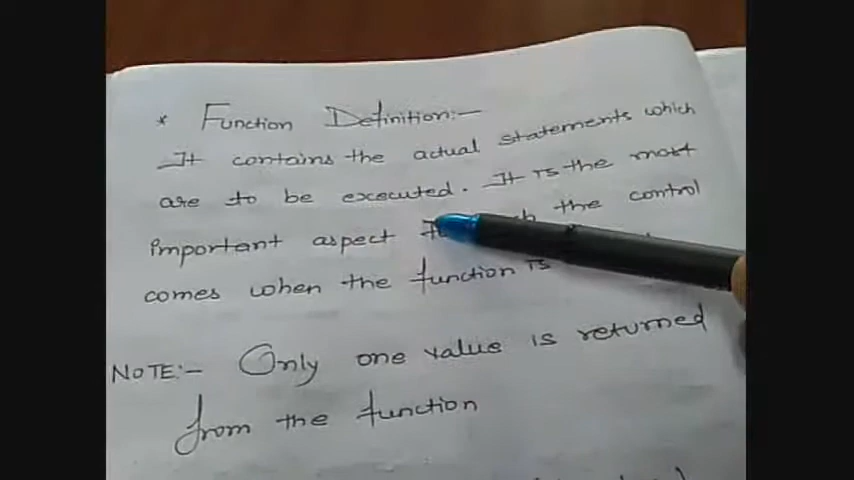 * Function Definition:-
It contains the actual statements which
are to be executed. It is the most
important aspect the control
comes when the function is
NOTE:- Only one value is returned
from the function